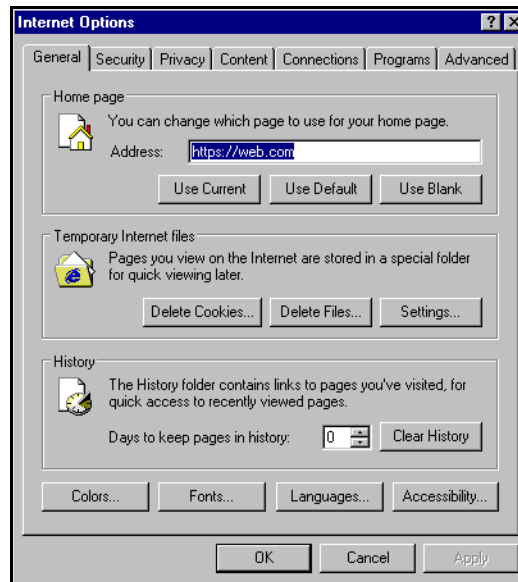 Internet Options
General Security Privacy Content Connections Programs Advanced
Home page
You can change which page to use for your home page.
Address: https://web.com
Use Current Use Default Use Blank
Temporary Internet files
Pages you view on the Internet are stored in a special folder
for quick viewing later.
Delete Cookies... Delete Files... Settings...
History
The History folder contains links to pages you've visited, for
quick access to recently viewed pages.
Days to keep pages in history: 0 Clear History
Colors... Fonts... Languages... Accessibility...
OK Cancel Apply